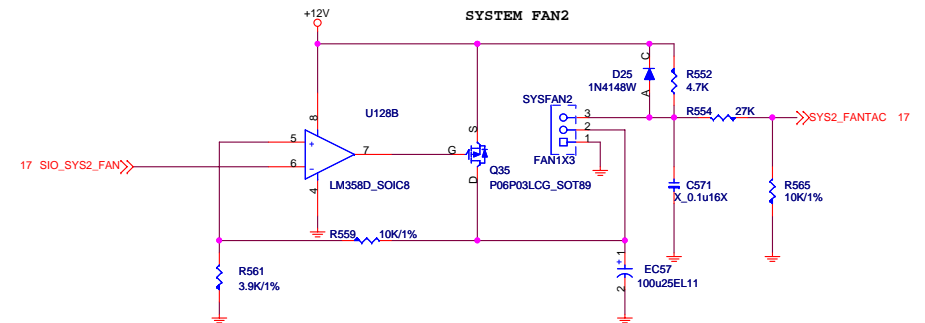 SYSTEM FAN2
+12V
D25
1N4148W
C
A
R552
4.7K
SYSFAN2
3
2
1
FAN1X3
R554
27K
SYS2_FANTAC 17
U128B
8
5
+
6
-
7
4
LM358D_SOIC8
17 SIO_SYS2_FAN
S
G
D
Q35
P06P03LCG_SOT89
C571
X_0.1u16X
R565
10K/1%
R559
10K/1%
R561
3.9K/1%
1
+
2
EC57
100u25EL11